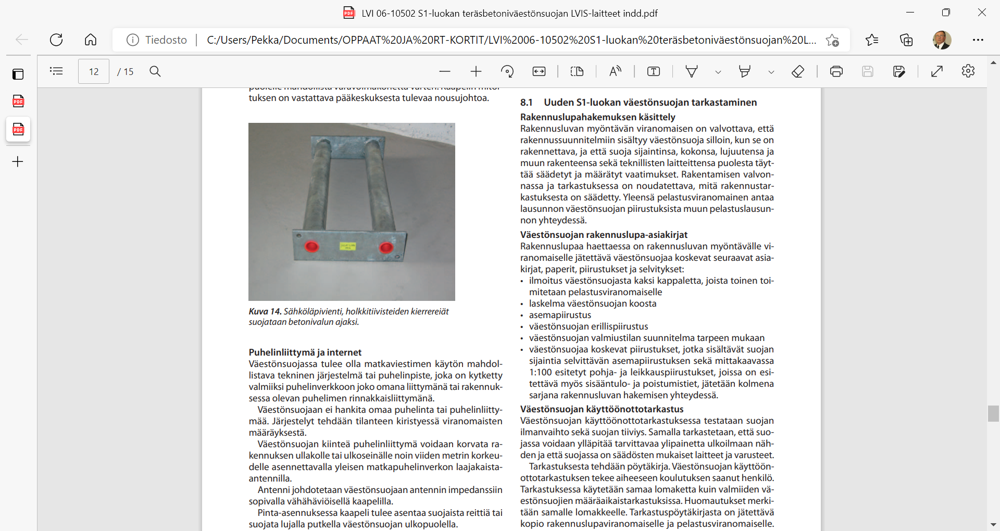 LVI 06-10502 S1-luokan teräsbetoniväestönsuojan LVIS-laitteet indd.pdf
Tiedosto
C:/Users/Pekka/Documents/OPPAAT%20JA%20RT-KORTIT/LVI%2006-10502%20S1-luokan%20teräsbetoniväestönsuojan%20L...
12 / 15
tuksen on vastattava pääkeskuksesta tulevaa nousujohtoa.
Kuva 14. Sähköläpivienti, holkkitiivisteiden kierrereiät
suojataan betonivalun ajaksi.
Puhelinliittymä ja internet
Väestönsuojassa tulee olla matkaviestimen käytön mahdol-
listava tekninen järjestelmä tai puhelinpiste, joka on kytketty
valmiiksi puhelinverkkoon joko omana liittymänä tai rakennuk-
sessa olevan puhelimen rinnakkaisliittymänä.
Väestönsuojaan ei hankita omaa puhelinta tai puhelinliitty-
mää. Järjestelyt tehdään tilanteen kiristyessä viranomaisten
määräyksestä.
Väestönsuojan kiinteä puhelinliittymä voidaan korvata ra-
kennuksen ullakolle tai ulkoseinälle noin viiden metrin korkeu-
delle asennettavalla yleisen matkapuhelinverkon laajakaista-
antennilla.
Antenni johdotetaan väestönsuojaan antennin impedanssiin
sopivalla vähähäviöisellä kaapelilla.
Pinta-asennuksessa kaapeli tulee asentaa suojaista reittiä tai
suojata lujalla putkella väestönsuojan ulkopuolella.
8.1 Uuden S1-luokan väestönsuojan tarkastaminen
Rakennuslupahakemuksen käsittely
Rakennusluvan myöntävän viranomaisen on valvottava, että
rakennussuunnitelmiin sisältyy väestönsuoja silloin, kun se on
rakennettava, ja että suoja sijaintinsa, kokonsa, lujuutensa ja
muun rakenteensa sekä teknillisten laitteittensa puolesta täyt-
tää säädetyt ja määrätyt vaatimukset. Rakentamisen valvon-
nassa ja tarkastuksessa on noudatettava, mitä rakennustar-
kastuksesta on säädetty. Yleensä pelastusviranomainen antaa
lausunnon väestönsuojan piirustuksista muun pelastuslausun-
non yhteydessä.
Väestönsuojan rakennuslupa-asiakirjat
Rakennuslupaa haettaessa on rakennusluvan myöntävälle vi-
ranomaiselle jätettävä väestönsuojaa koskevat seuraavat asia-
kirjat, paperit, piirustukset ja selvitykset:
• ilmoitus väestönsuojasta kaksi kappaletta, joista toinen toi-
mitetaan pelastusviranomaiselle
• laskelma väestönsuojan koosta
• asemapiirustus
• väestönsuojan erillispiirustus
• väestönsuojan valmiustilan suunnitelma tarpeen mukaan
• väestönsuojaa koskevat piirustukset, jotka sisältävät suojan
sijaintia selvittävän asemapiirustuksen sekä mittakaavassa
1:100 esitetyt pohja- ja leikkauspiirustukset, joissa on esi-
tettävä myös sisääntulo- ja poistumistiet, jätetään kolmena
sarjana rakennusluvan hakemisen yhteydessä.
Väestönsuojan käyttöönottotarkastus
Väestönsuojan käyttöönottotarkastuksessa testataan suojan
ilmanvaihto sekä suojan tiiviys. Samalla tarkastetaan, että suo-
jassa voidaan ylläpitää tarvittavaa ylipainetta ulkoilmaan näh-
den ja että suojassa on säädösten mukaiset laitteet ja varusteet.
Tarkastuksesta tehdään pöytäkirja. Väestönsuojan käyttöön-
ottotarkastuksen tekee aiheeseen koulutuksen saanut henkilö.
Tarkastuksessa käytetään samaa lomaketta kuin valmiiden vä-
estönsuojien määräaikaistarkastuksissa. Huomautukset merki-
tään samalle lomakkeelle. Tarkastuspöytäkirjasta on jätettävä
kopio rakennuslupaviranomaiselle ja pelastusviranomaiselle.